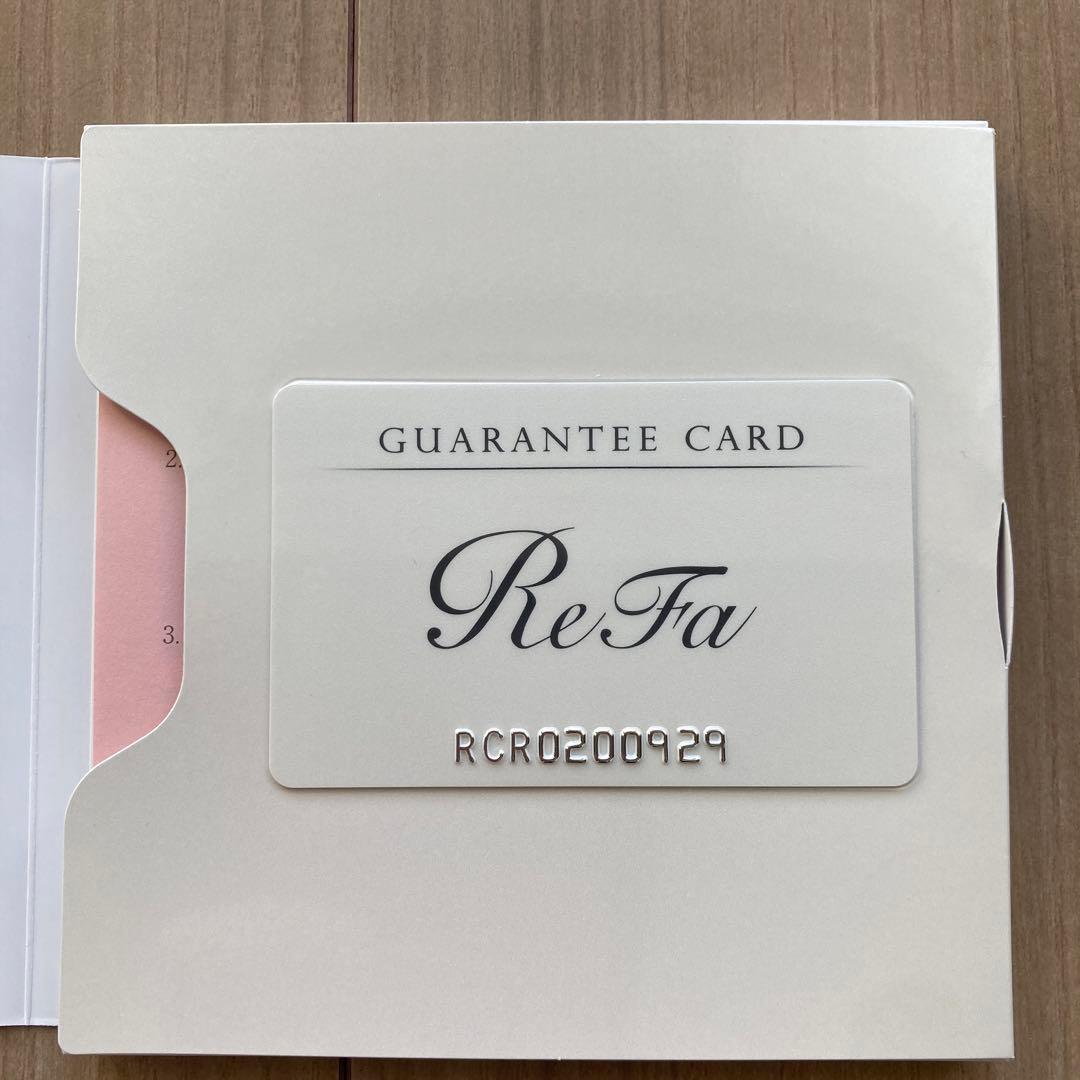 GUARANTEE CARD
2.
ReFa
3.
RCR0200929